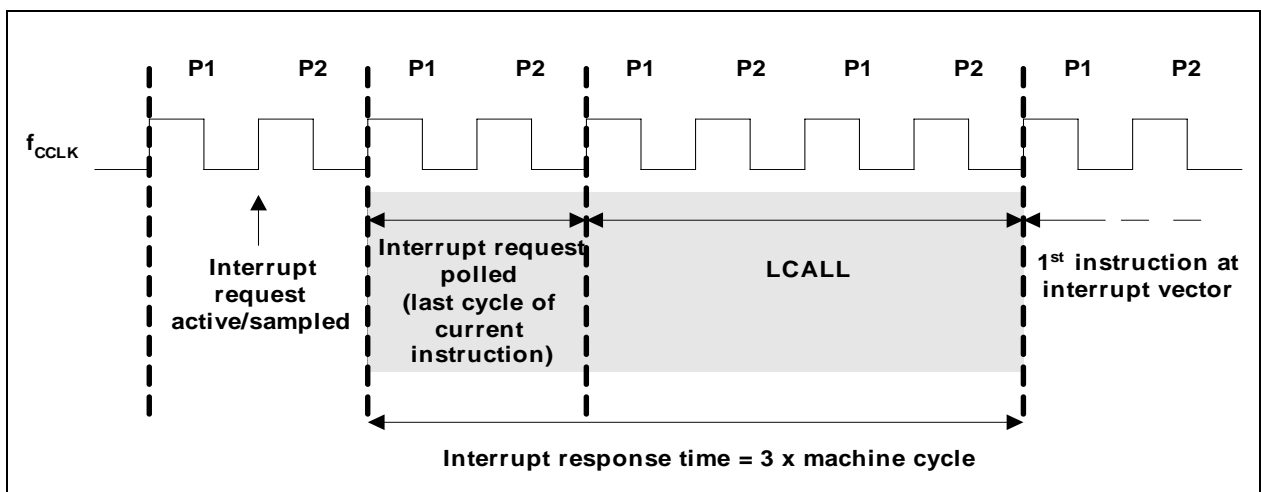 P1 P2 P1 P2 P1 P2 P1 P2 P1 P2
fCCLK
Interrupt
request
active/sampled
Interrupt request
polled
(last cycle of
current
instruction)
LCALL
1st instruction at
interrupt vector
Interrupt response time = 3 x machine cycle